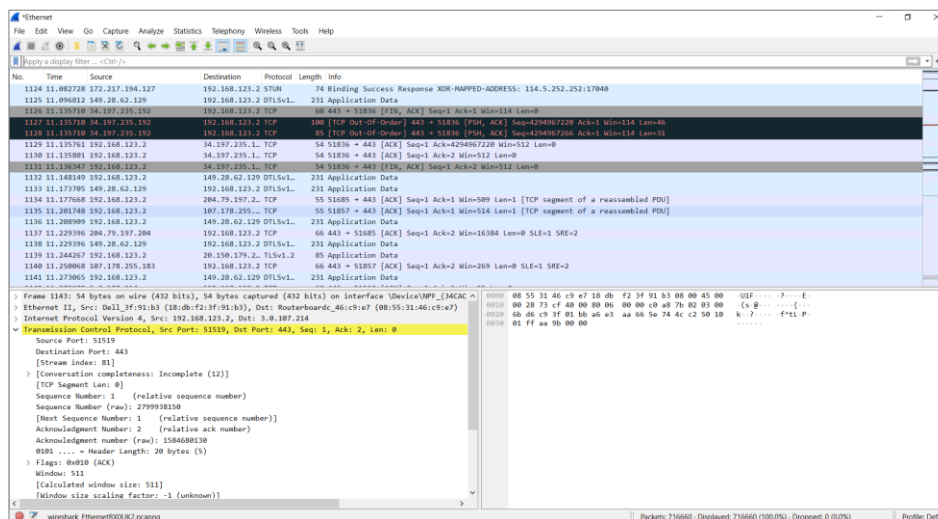 *Ethernet
File Edit View Go Capture Analyze Statistics Telephony Wireless Tools Help
Apply a display filter ... <Ctrl-/>
No. Time Source Destination Protocol Length Info
1124 11.082728 172.217.194.127 192.168.123.2 STUN 74 Binding Success Response XOR-MAPPED-ADDRESS: 114.5.252.252:17040
1125 11.096812 149.28.62.129 192.168.123.2 DTLSv1… 231 Application Data
1126 11.135710 34.197.235.192 192.168.123.2 TCP 60 443 → 51836 [FIN, ACK] Seq=1 Ack=1 Win=114 Len=0
1127 11.135710 34.197.235.192 192.168.123.2 TCP 100 [TCP Out-Of-Order] 443 → 51836 [PSH, ACK] Seq=4294967220 Ack=1 Win=114 Len=46
1128 11.135710 34.197.235.192 192.168.123.2 TCP 85 [TCP Out-Of-Order] 443 → 51836 [PSH, ACK] Seq=4294967266 Ack=1 Win=114 Len=31
1129 11.135761 192.168.123.2 34.197.235.1… TCP 54 51836 → 443 [ACK] Seq=1 Ack=4294967220 Win=512 Len=0
1130 11.135801 192.168.123.2 34.197.235.1… TCP 54 51836 → 443 [ACK] Seq=1 Ack=2 Win=512 Len=0
1131 11.136347 192.168.123.2 34.197.235.1… TCP 54 51836 → 443 [FIN, ACK] Seq=1 Ack=2 Win=512 Len=0
1132 11.148149 192.168.123.2 149.28.62.129 DTLSv1… 231 Application Data
1133 11.173705 149.28.62.129 192.168.123.2 DTLSv1… 231 Application Data
1134 11.177668 192.168.123.2 204.79.197.2… TCP 55 51685 → 443 [ACK] Seq=1 Ack=1 Win=509 Len=1 [TCP segment of a reassembled PDU]
1135 11.201748 192.168.123.2 107.178.255.… TCP 55 51857 → 443 [ACK] Seq=1 Ack=1 Win=514 Len=1 [TCP segment of a reassembled PDU]
1136 11.208909 192.168.123.2 149.28.62.129 DTLSv1… 231 Application Data
1137 11.229396 204.79.197.204 192.168.123.2 TCP 66 443 → 51685 [ACK] Seq=1 Ack=2 Win=16384 Len=0 SLE=1 SRE=2
1138 11.229396 149.28.62.129 192.168.123.2 DTLSv1… 231 Application Data
1139 11.244267 192.168.123.2 20.150.179.2… TLSv1.2 85 Application Data
1140 11.250068 107.178.255.183 192.168.123.2 TCP 66 443 → 51857 [ACK] Seq=1 Ack=2 Win=269 Len=0 SLE=1 SRE=2
1141 11.273065 192.168.123.2 149.28.62.129 DTLSv1… 231 Application Data
Frame 1143: 54 bytes on wire (432 bits), 54 bytes captured (432 bits) on interface \Device\NPF_{34CAC
Ethernet II, Src: Dell_3f:91:b3 (18:db:f2:3f:91:b3), Dst: Routerboardc_46:c9:e7 (08:55:31:46:c9:e7)
Internet Protocol Version 4, Src: 192.168.123.2, Dst: 3.0.107.214
Transmission Control Protocol, Src Port: 51519, Dst Port: 443, Seq: 1, Ack: 2, Len: 0
Source Port: 51519
Destination Port: 443
[Stream index: 81]
[Conversation completeness: Incomplete (12)]
[TCP Segment Len: 0]
Sequence Number: 1 (relative sequence number)
Sequence Number (raw): 2799938150
[Next Sequence Number: 1 (relative sequence number)]
Acknowledgment Number: 2 (relative ack number)
Acknowledgment number (raw): 1584680130
0101 .... = Header Length: 20 bytes (5)
Flags: 0x010 (ACK)
Window: 511
[Calculated window size: 511]
[Window size scaling factor: -1 (unknown)]
0000 08 55 31 46 c9 e7 18 db f2 3f 91 b3 08 00 45 00 ·U1F···· ·?····E·
0010 00 28 73 cf 40 00 80 06 00 00 c0 a8 7b 02 03 00 ·(s·@··· ····{···
0020 6b d6 c9 3f 01 bb a6 e3 aa 66 5e 74 4c c2 50 10 k··?···· ·f^tL·P·
0030 01 ff aa 9b 00 00 ······
wireshark_EthernetBX0UK2.pcapng Packets: 716660 · Displayed: 716660 (100.0%) · Dropped: 0 (0.0%) Profile: Def